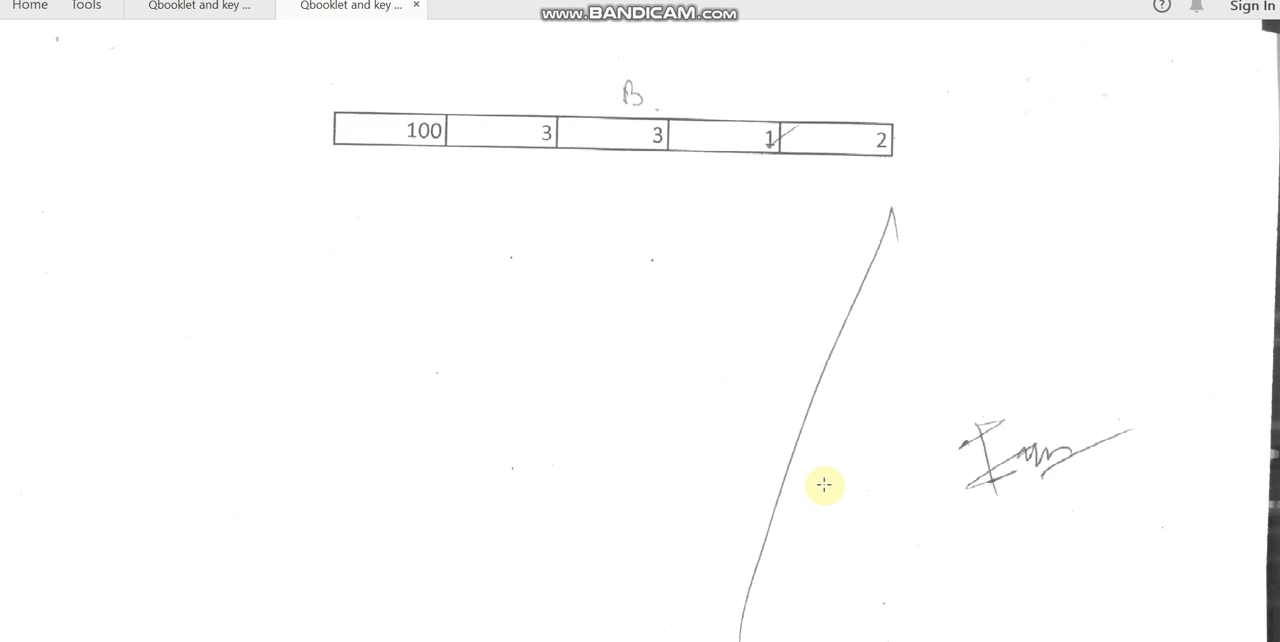 Home Tools Qbooklet and key ... Qbooklet and key ... × ? Sign In
www.BANDICAM.com
B.
100 3 3 1 2